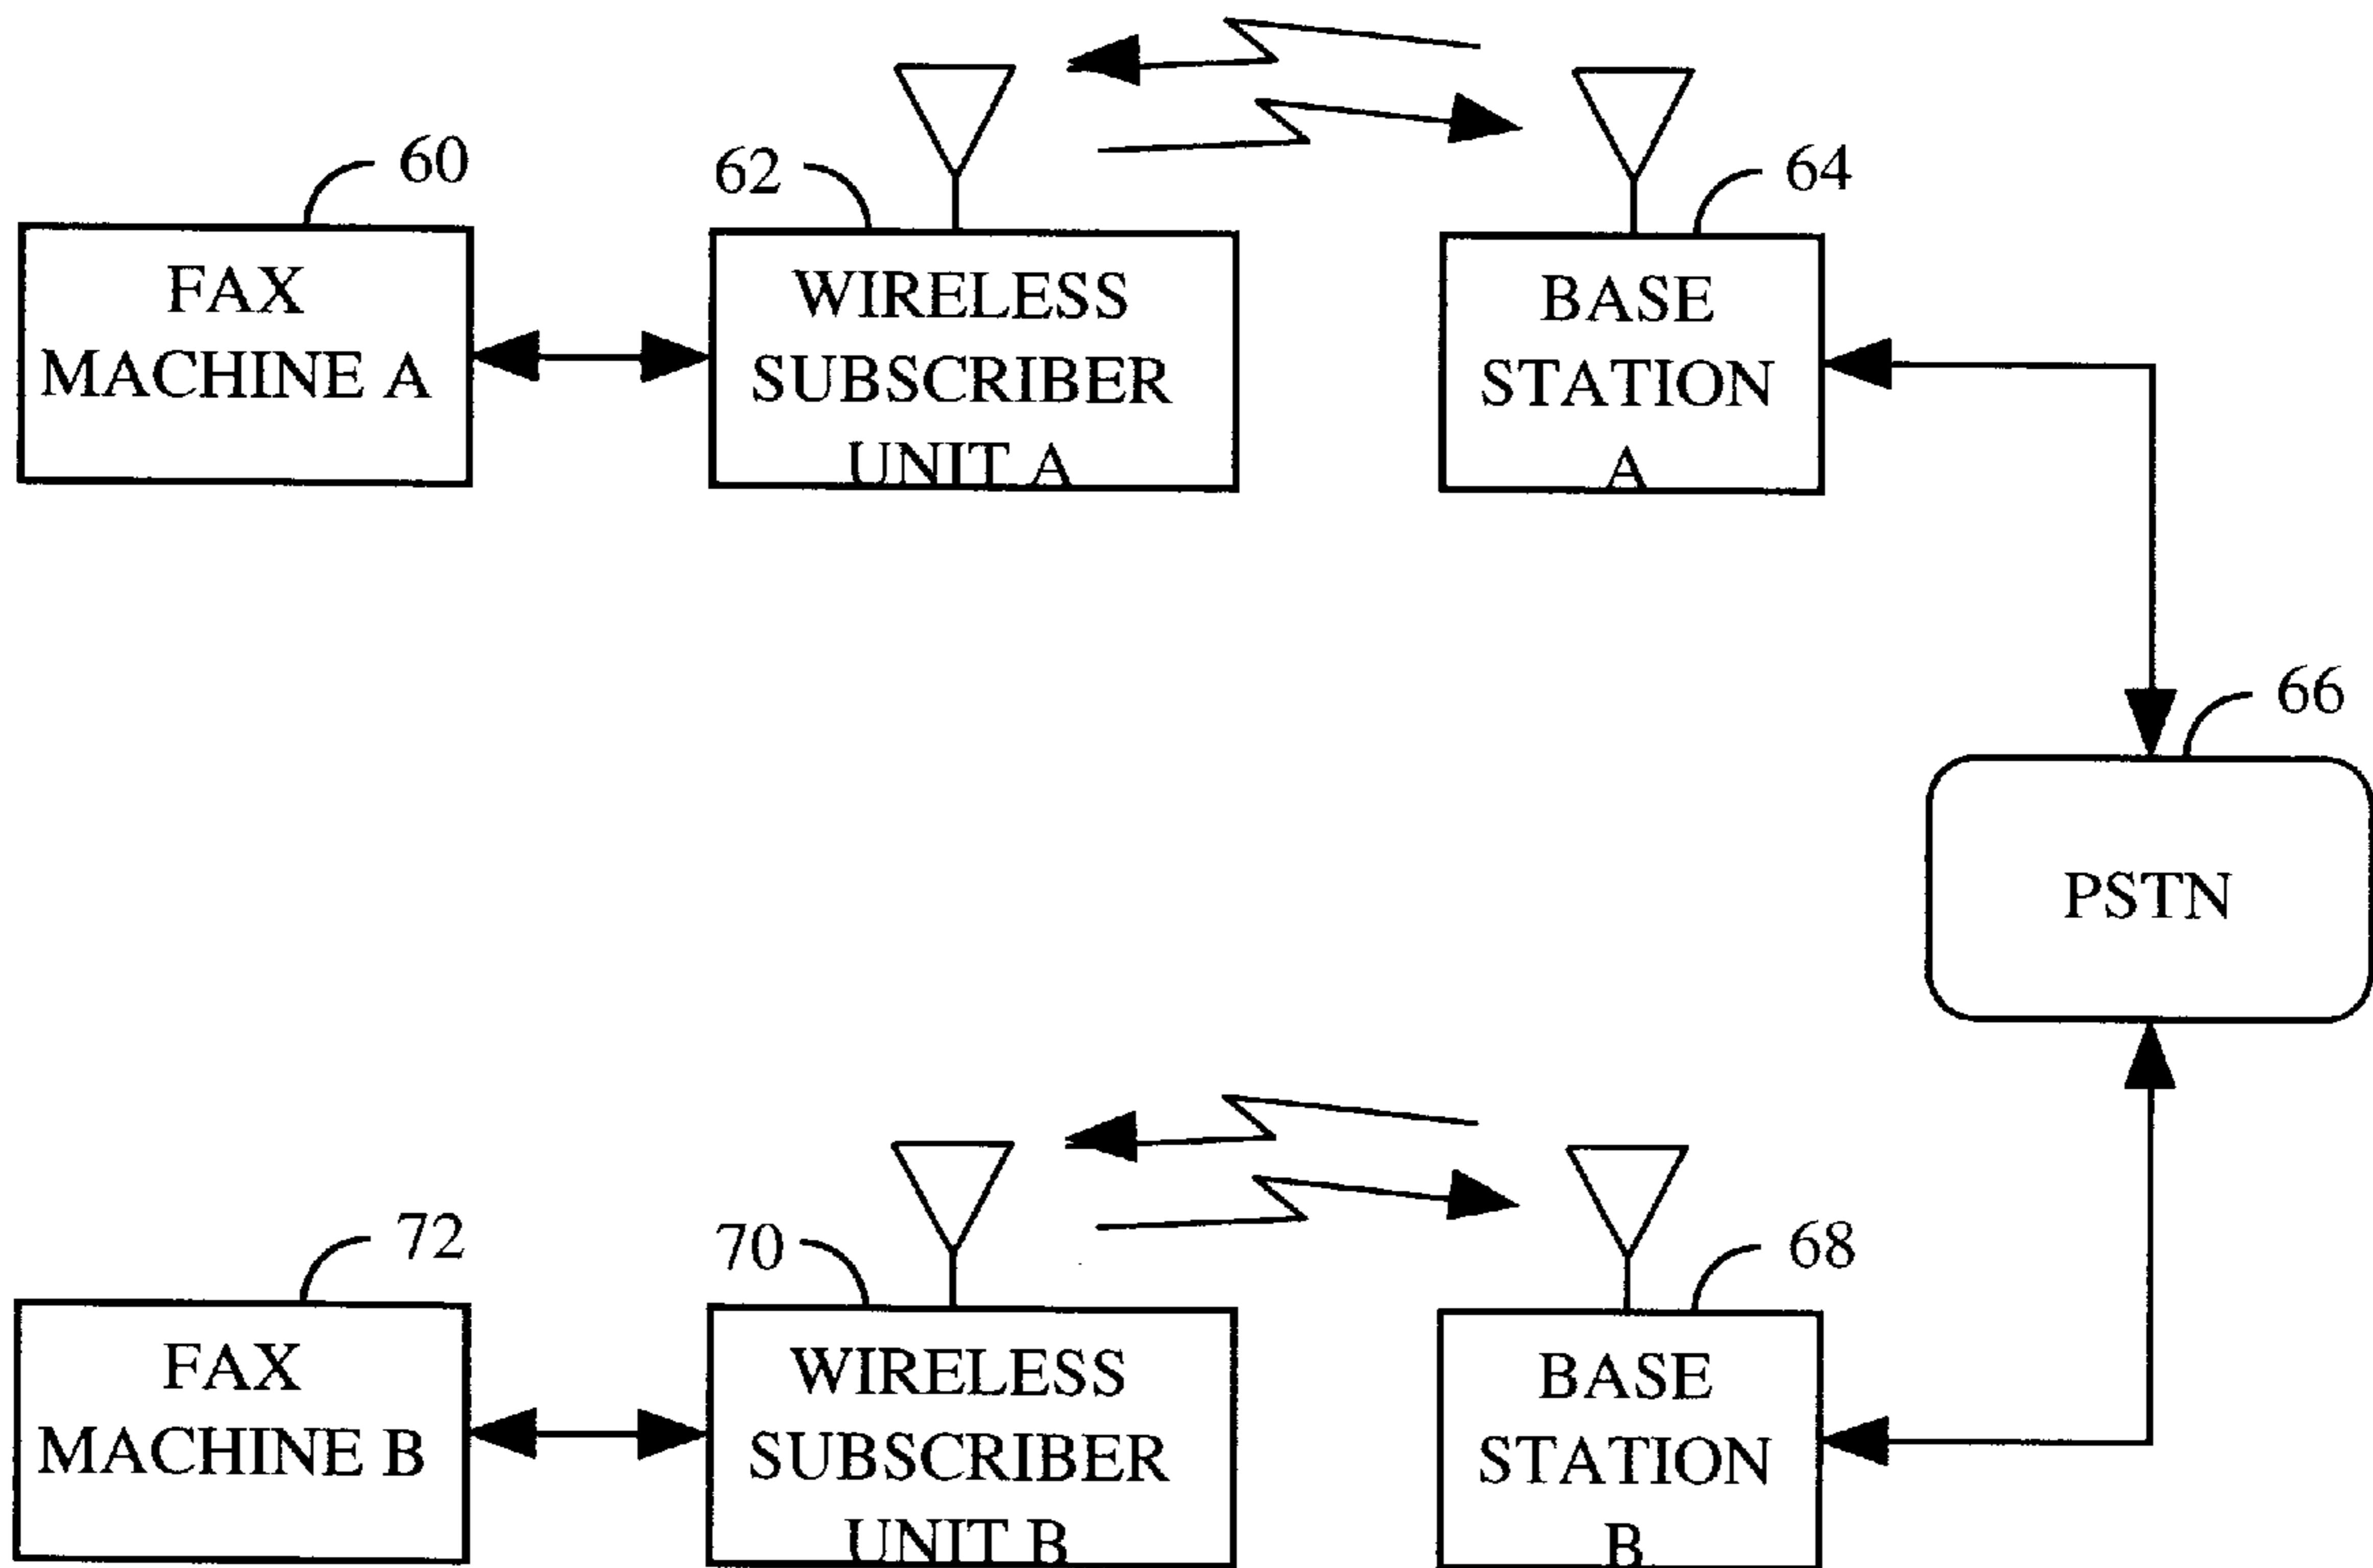 60
62
64
FAX
MACHINE A
WIRELESS
SUBSCRIBER
UNIT A
BASE
STATION
A
66
PSTN
72
70
68
FAX
MACHINE B
WIRELESS
SUBSCRIBER
UNIT B
BASE
STATION
B